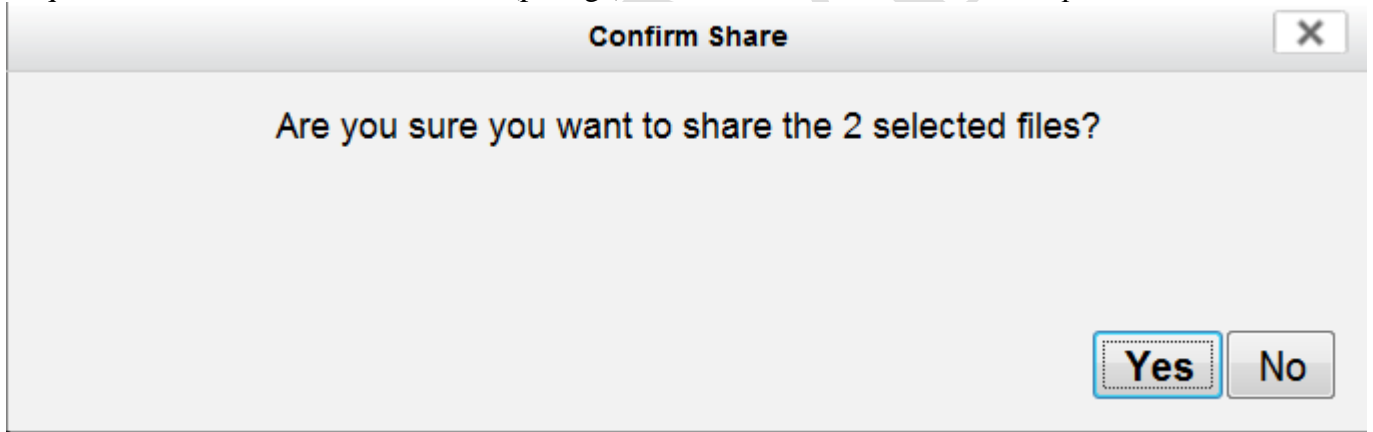 Confirm Share
Are you sure you want to share the 2 selected files?
Yes No